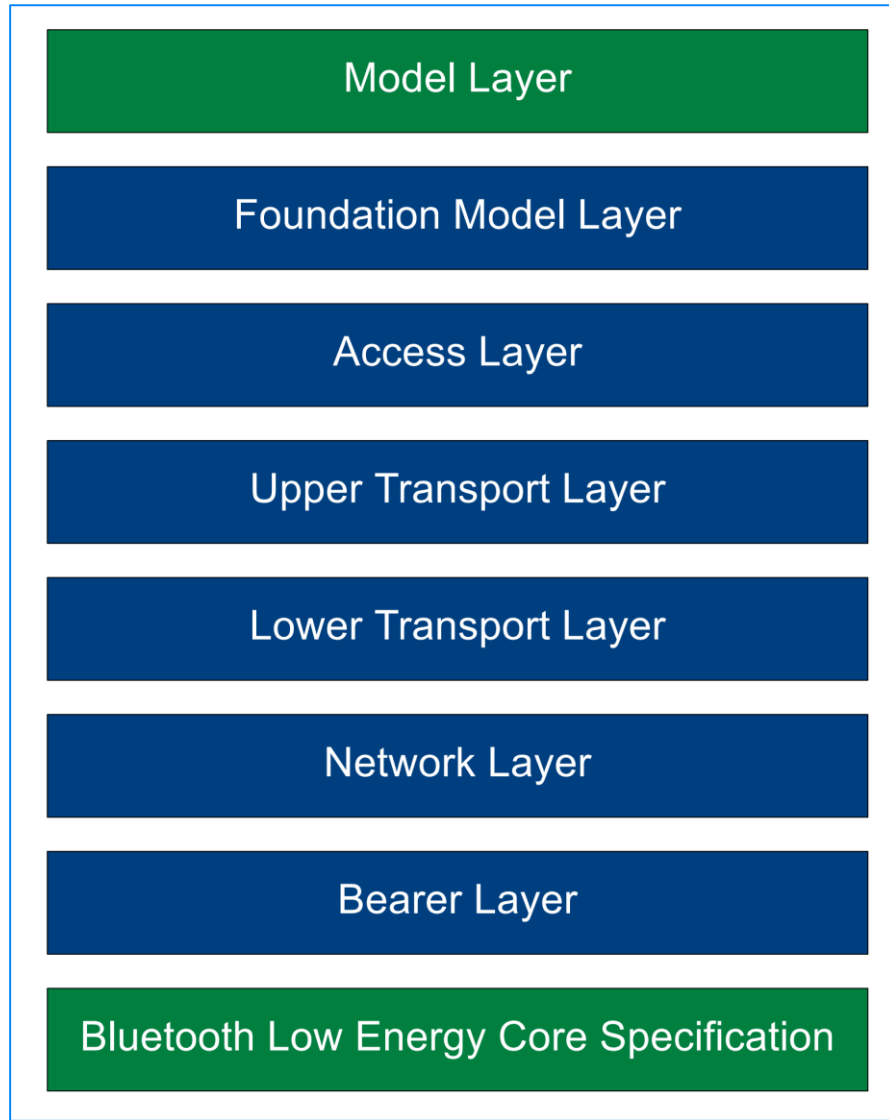 Model Layer
Foundation Model Layer
Access Layer
Upper Transport Layer
Lower Transport Layer
Network Layer
Bearer Layer
Bluetooth Low Energy Core Specification